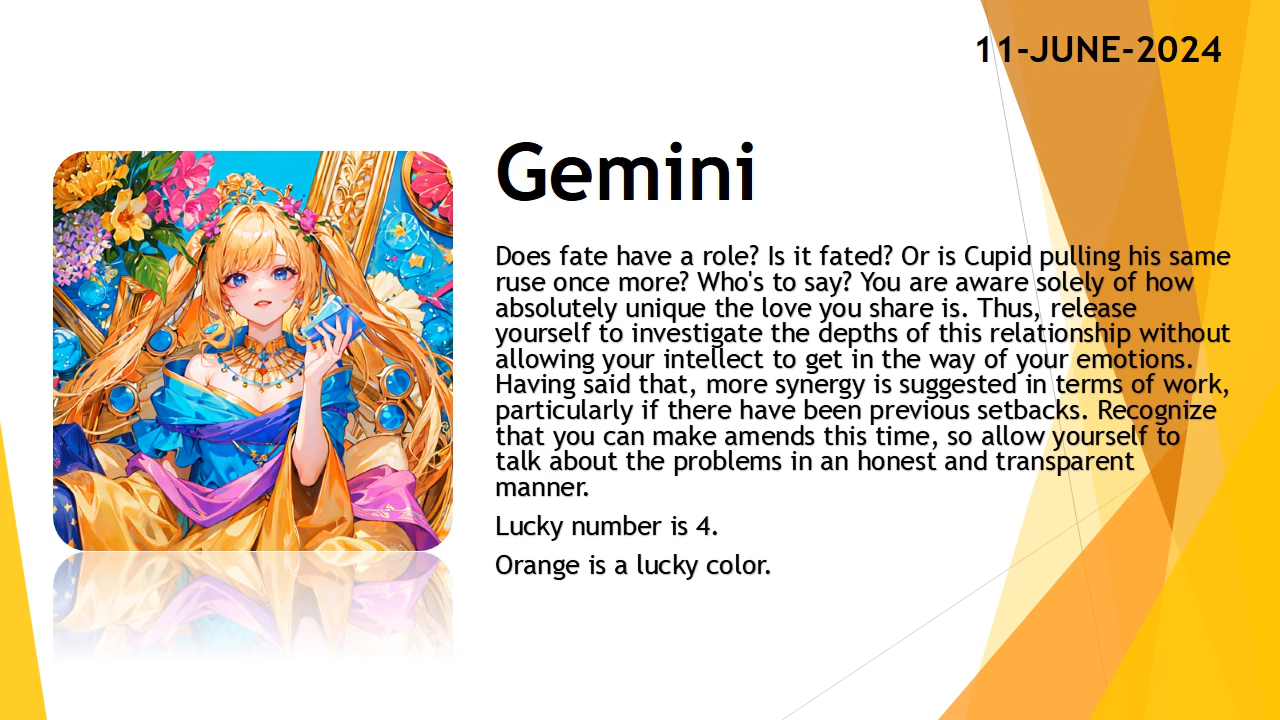 11-JUNE-2024
Gemini
Does fate have a role? Is it fated? Or is Cupid pulling his same
ruse once more? Who's to say? You are aware solely of how
absolutely unique the love you share is. Thus, release
yourself to investigate the depths of this relationship without
allowing your intellect to get in the way of your emotions.
Having said that, more synergy is suggested in terms of work,
particularly if there have been previous setbacks. Recognize
that you can make amends this time, so allow yourself to
talk about the problems in an honest and transparent
manner.
Lucky number is 4.
Orange is a lucky color.